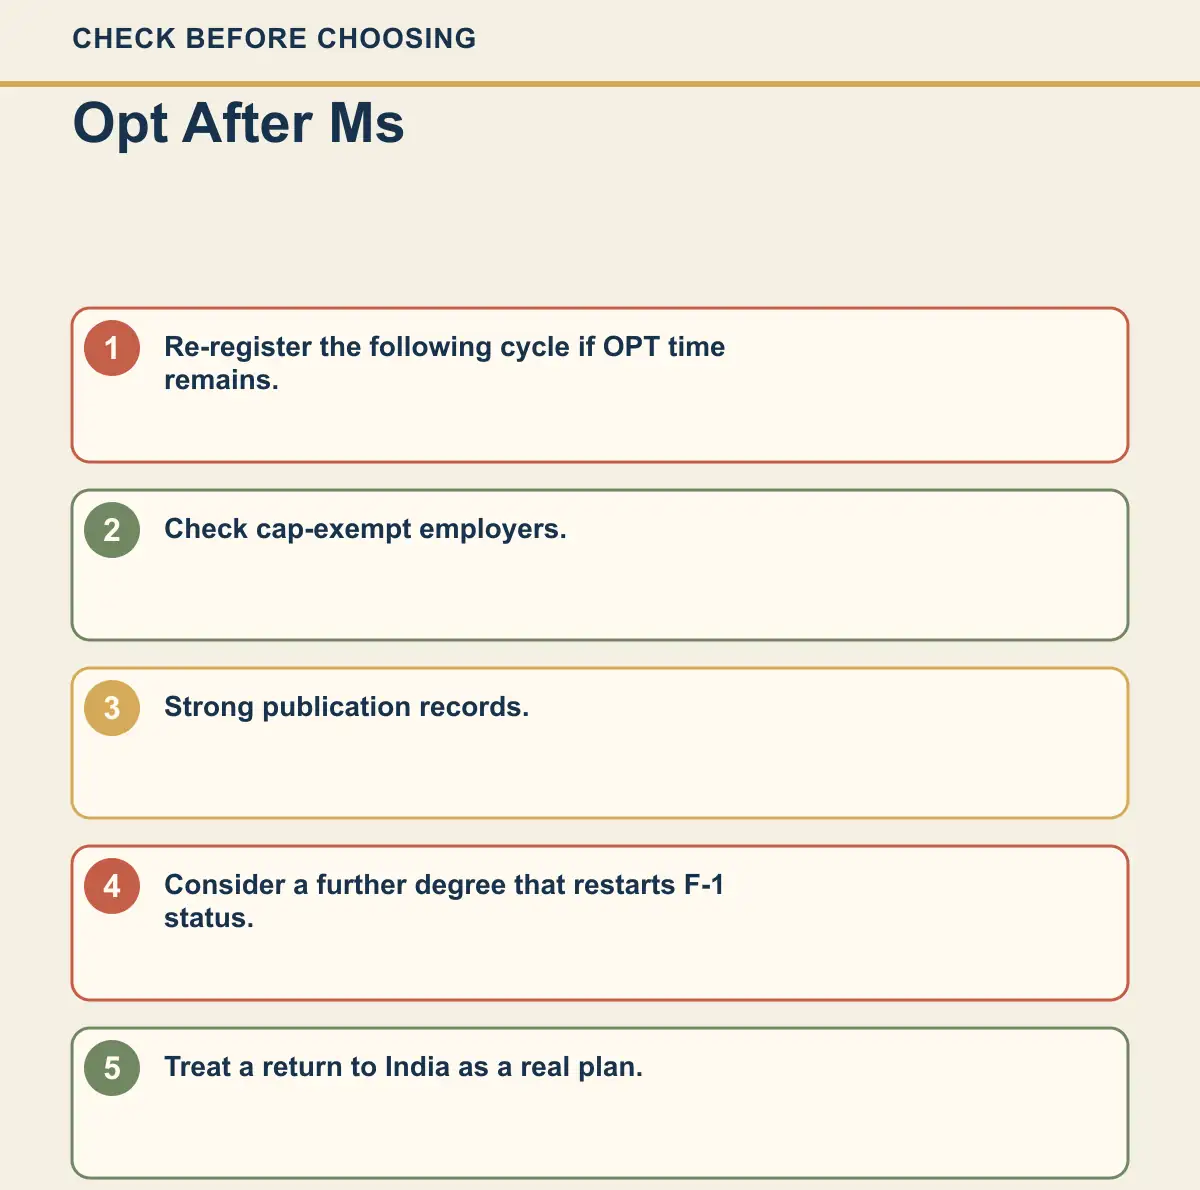 CHECK BEFORE CHOOSING
Opt After Ms
1
Re-register the following cycle if OPT time
remains.
2
Check cap-exempt employers.
3
Strong publication records.
4
Consider a further degree that restarts F-1
status.
5
Treat a return to India as a real plan.